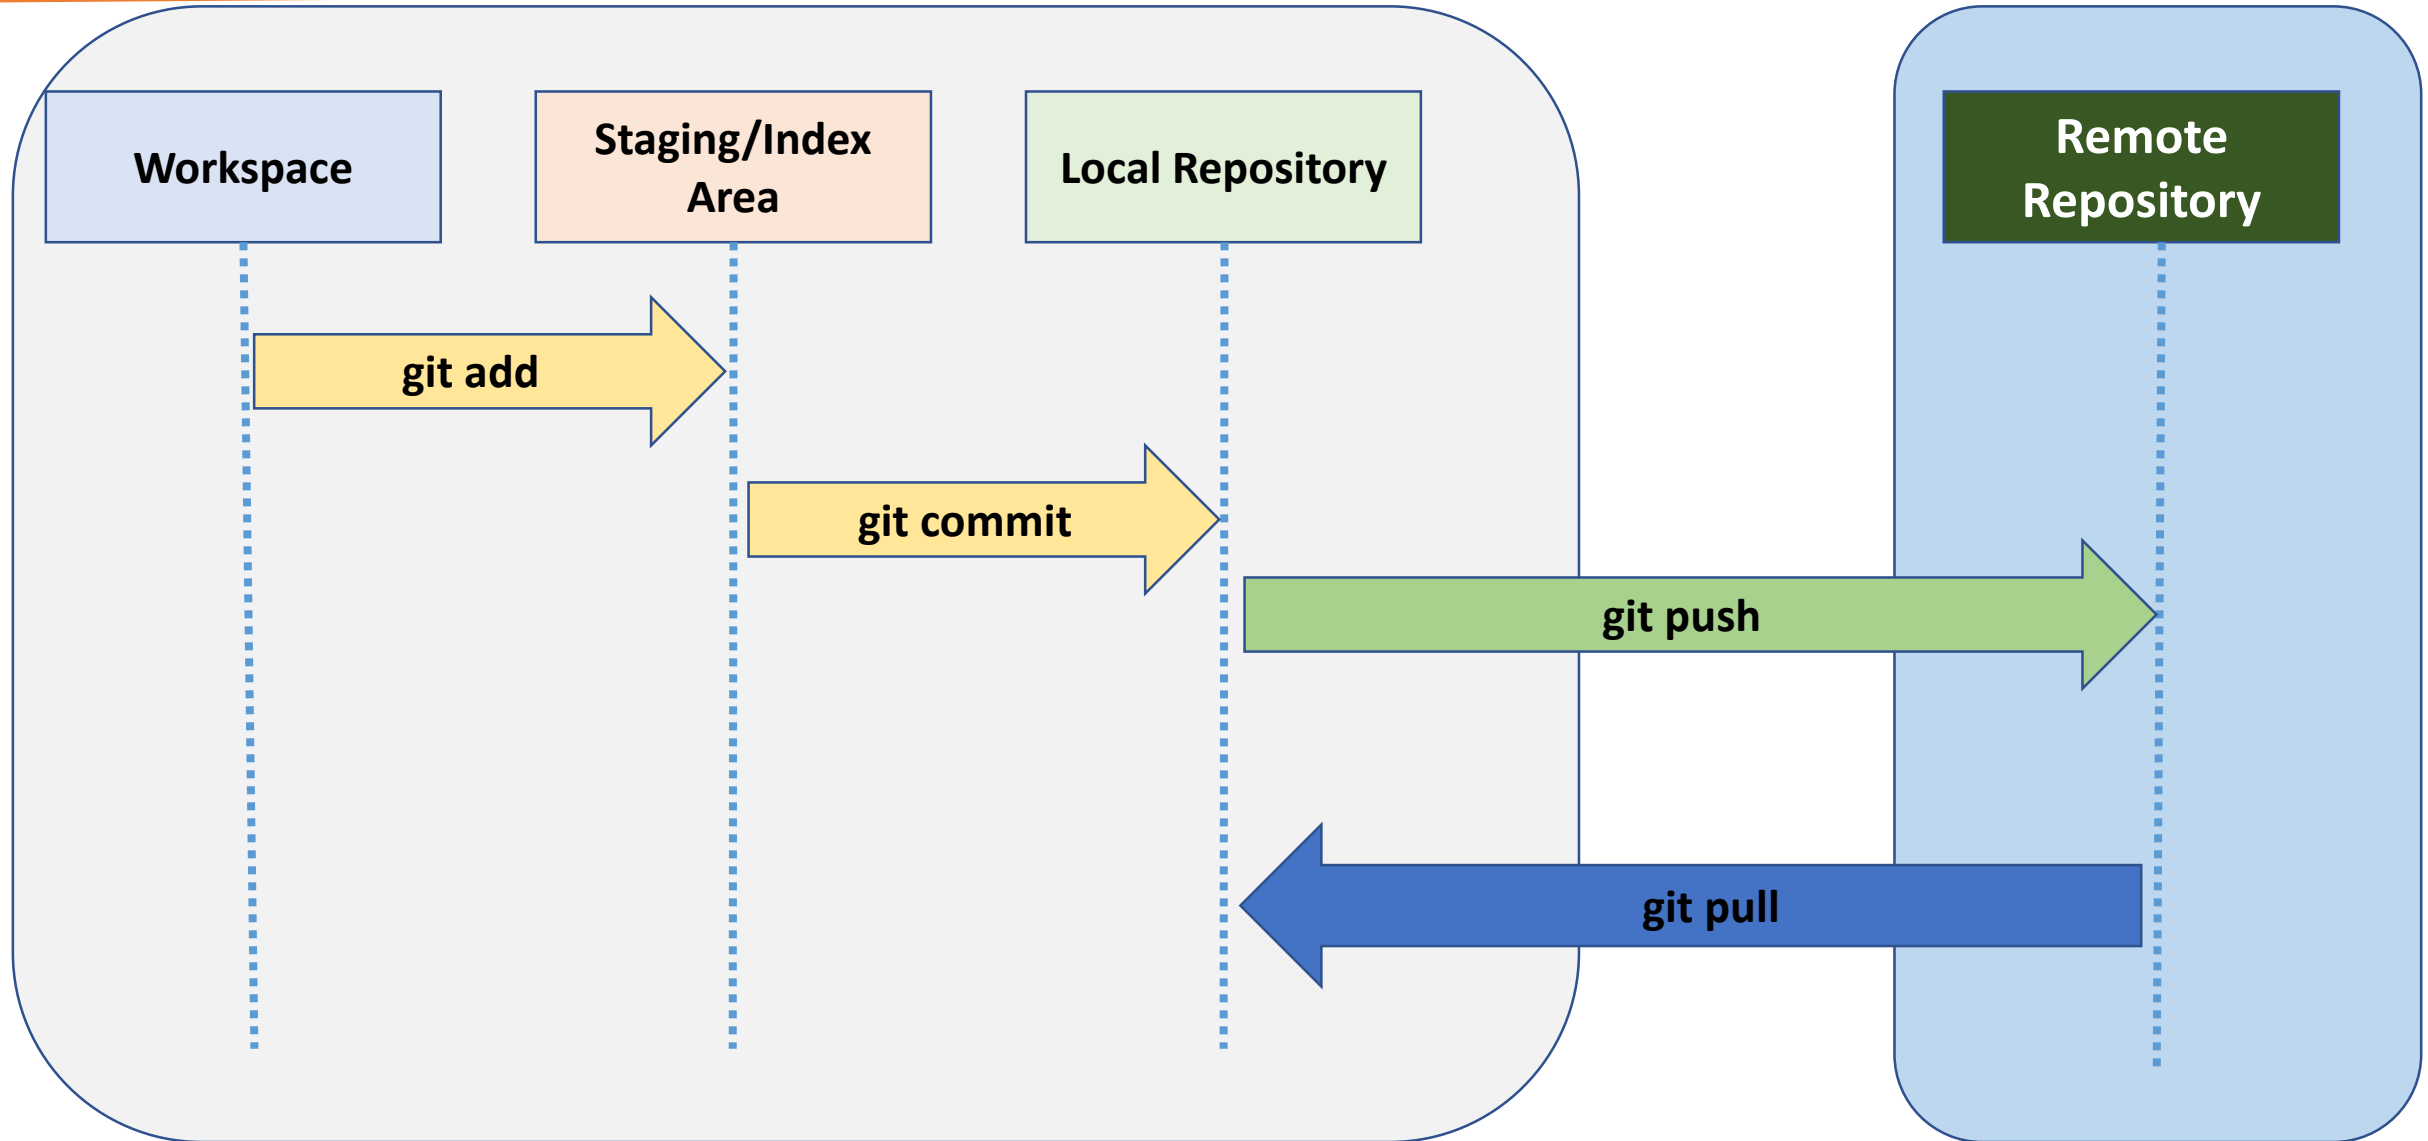 Workspace
Staging/Index
Area
Local Repository
Remote
Repository
git add
git commit
git push
git pull